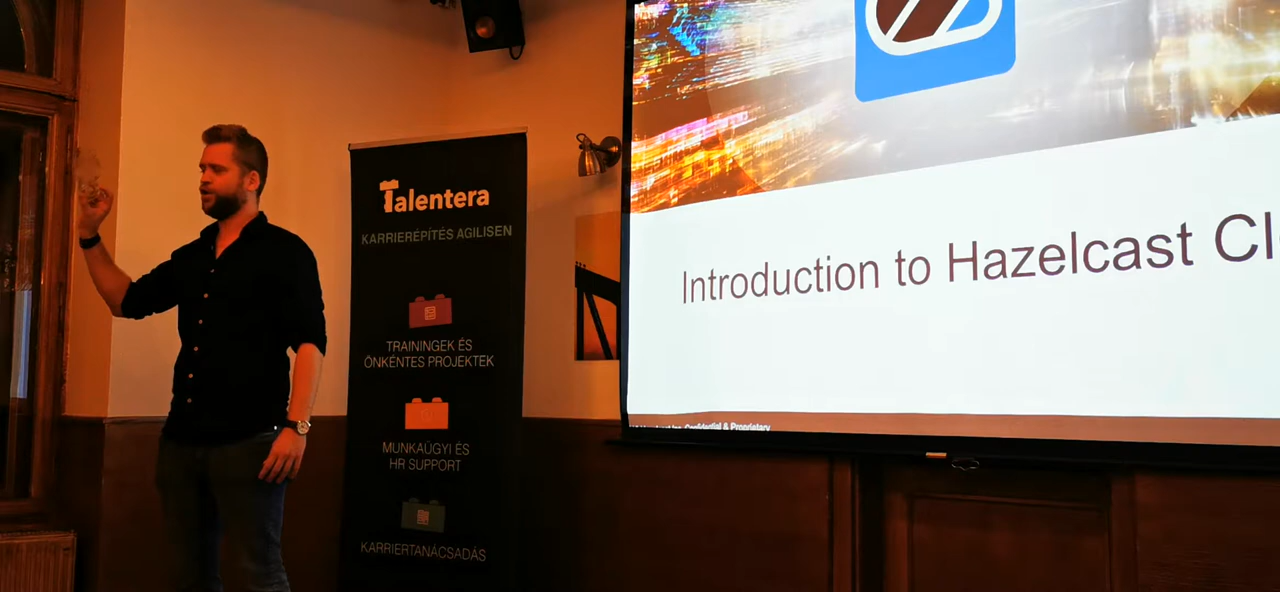 Talentera
KARRIERÉPÍTÉS AGILISEN
TRAININGEK ÉS
ÖNKÉNTES PROJEKTEK
MUNKAÜGYI ÉS
HR SUPPORT
KARRIERTANÁCSADÁS
Introduction to Hazelcast Cl
Confidential & Proprietary